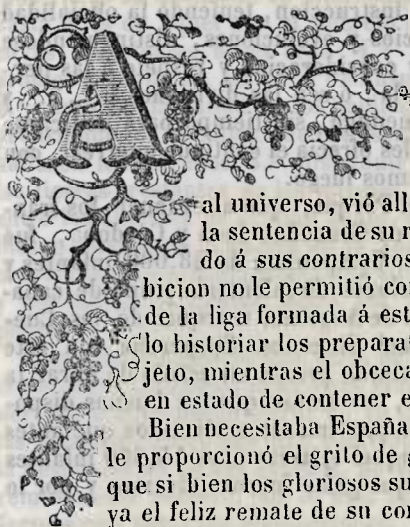 A
al universo, vió all
la sentencia de su r
do á sus contrarios
bicion no le permitió co
de la liga formada á est
lo historiar los prepara
jeto, mientras el obceca
en estado de contener e
Bien necesitaba España
le proporcionó el grito de g
que si bien los gloriosos su
ya el feliz remate de su co